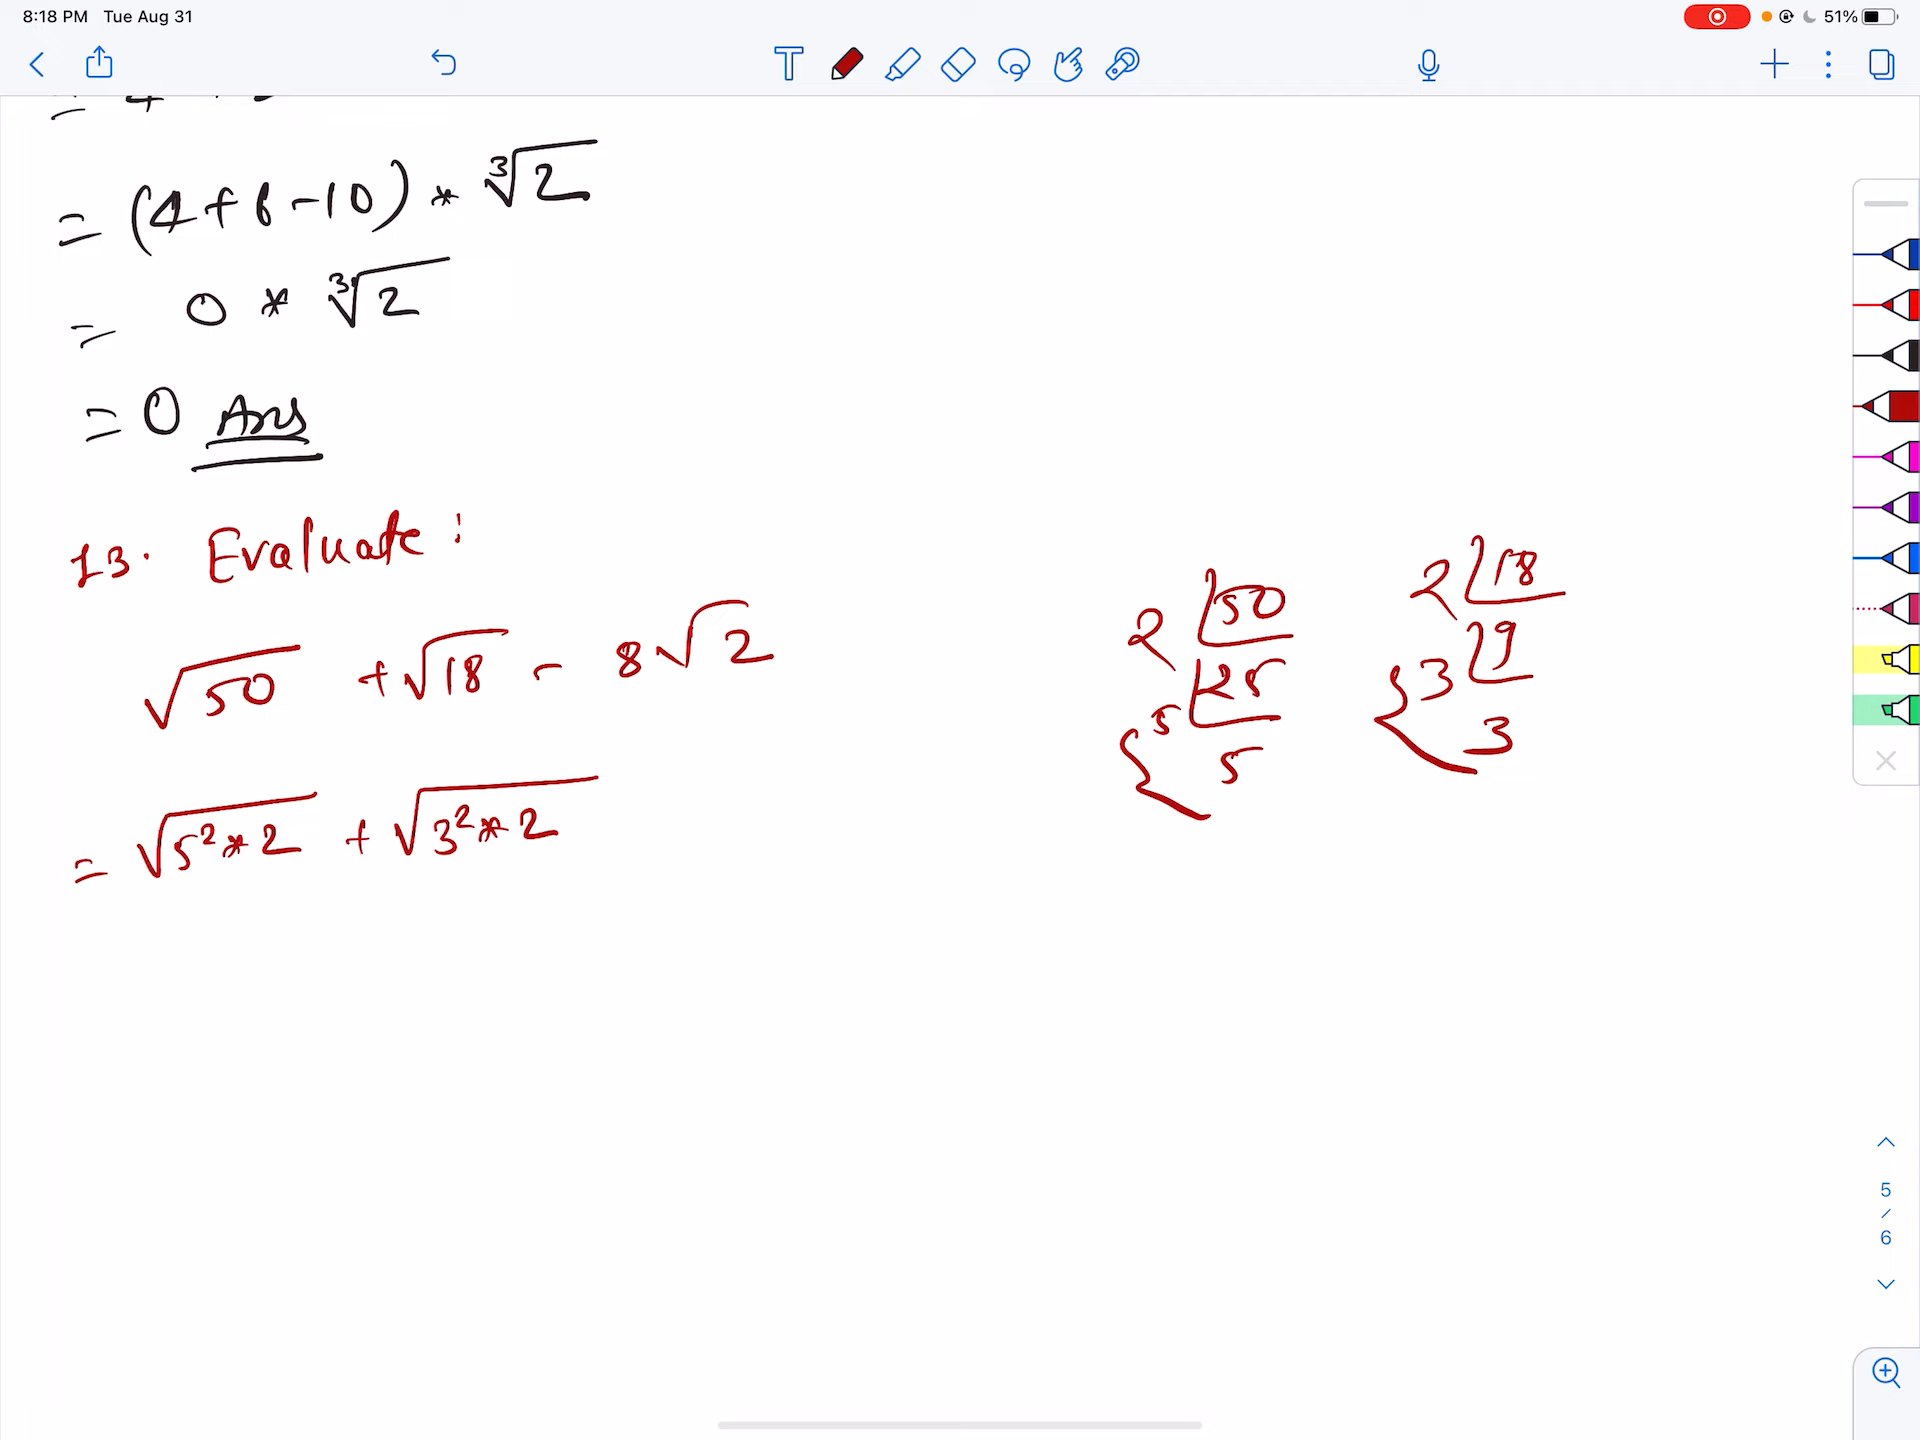 8:18 PM Tue Aug 31
51%
= (4+6-10) * ∛2
= 0 * ∛2
= 0 Ans
13. Evaluate:
√50 + √18 - 8√2
= √5²*2 + √3²*2
2 50
5 25
5
2 18
3 9
3
5
/
6